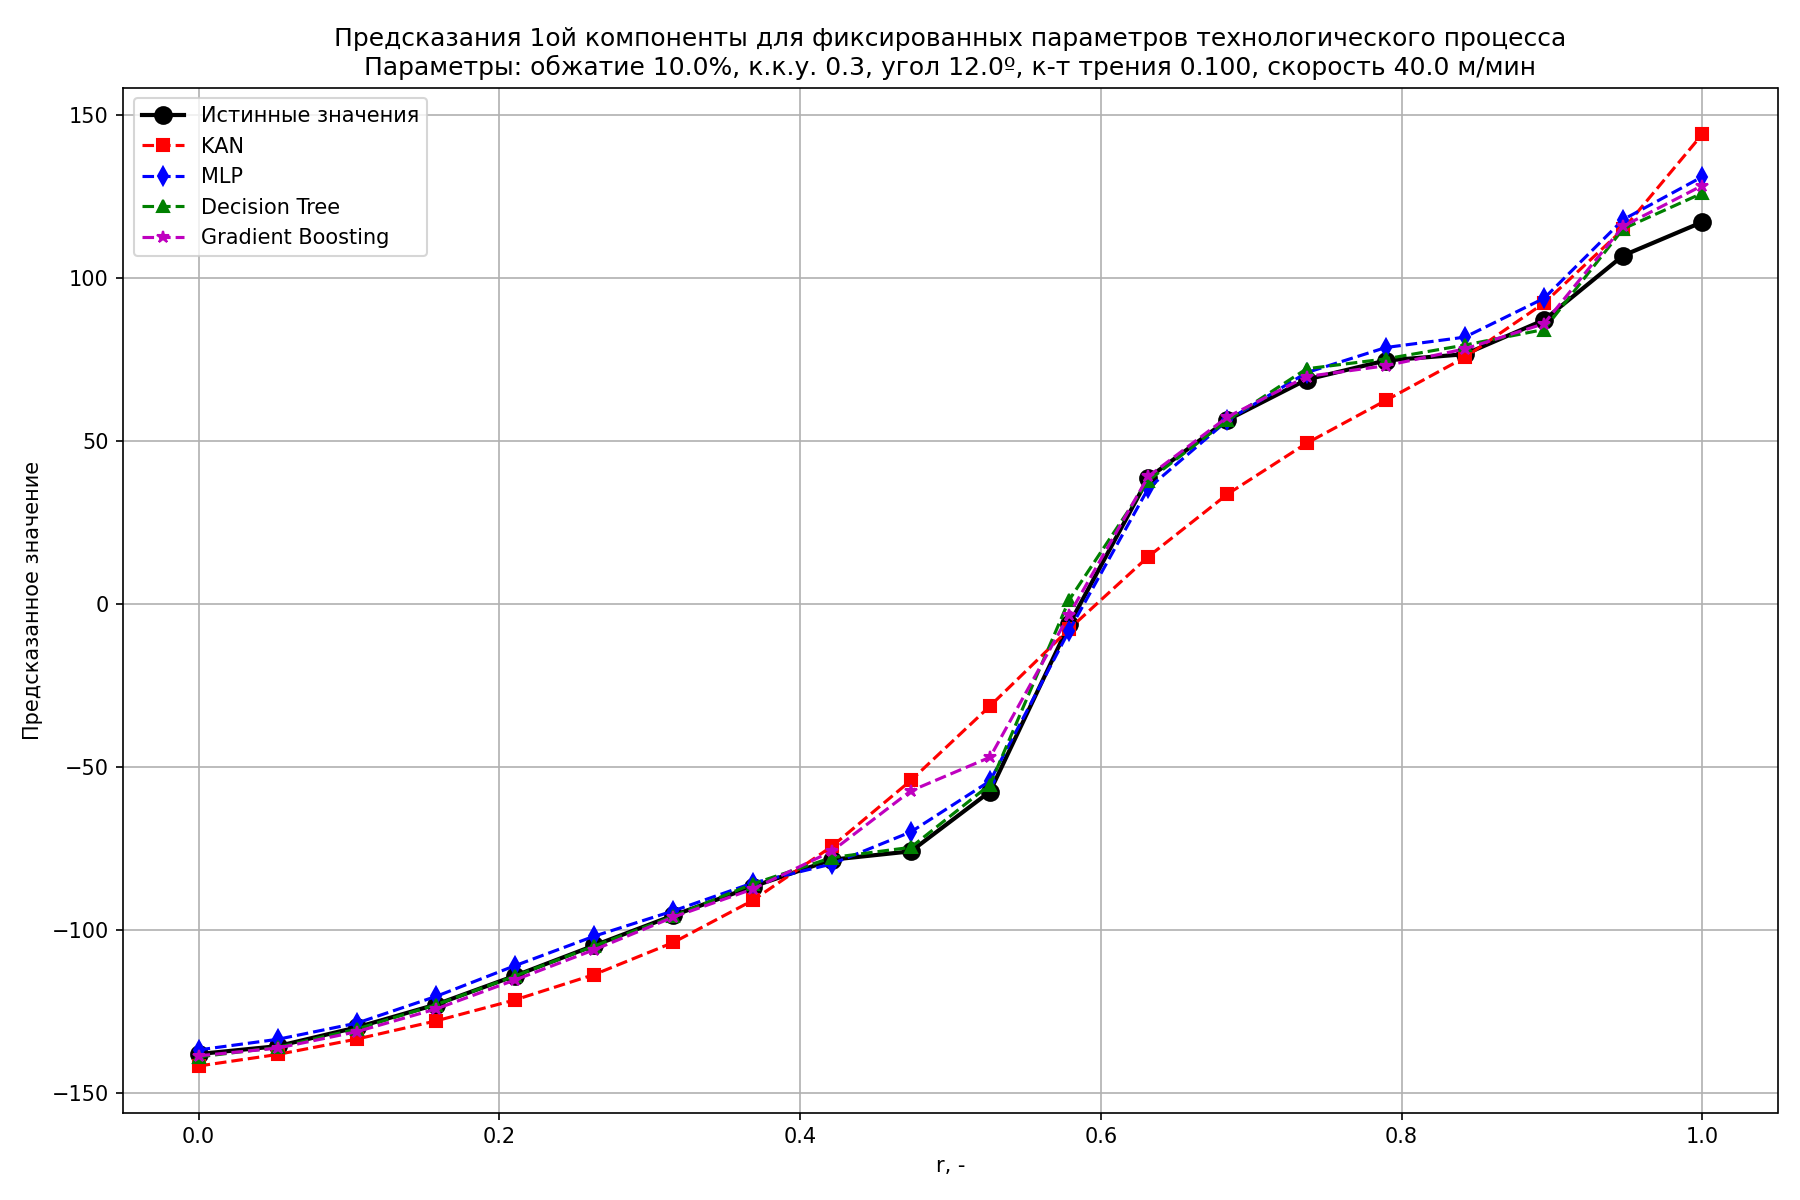 Предсказания 1ой компоненты для фиксированных параметров технологического процесса
Параметры: обжатие 10.0%, к.к.у. 0.3, угол 12.0º, к-т трения 0.100, скорость 40.0 м/мин
Истинные значения
KAN
MLP
Decision Tree
Gradient Boosting
Предсказанное значение
150
100
50
0
−50
−100
−150
0.0
0.2
0.4
0.6
0.8
1.0
r, -